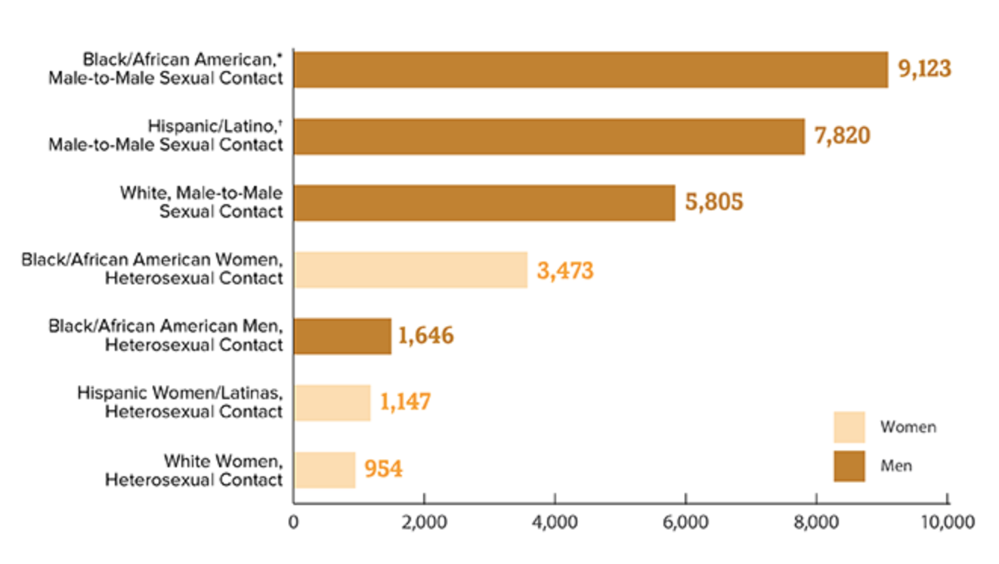 Black/African American,*
Male-to-Male Sexual Contact
9,123
Hispanic/Latino,†
Male-to-Male Sexual Contact
7,820
White, Male-to-Male
Sexual Contact
5,805
Black/African American Women,
Heterosexual Contact
3,473
Black/African American Men,
Heterosexual Contact
1,646
Hispanic Women/Latinas,
Heterosexual Contact
1,147
White Women,
Heterosexual Contact
954
Women
Men
0 2,000 4,000 6,000 8,000 10,000